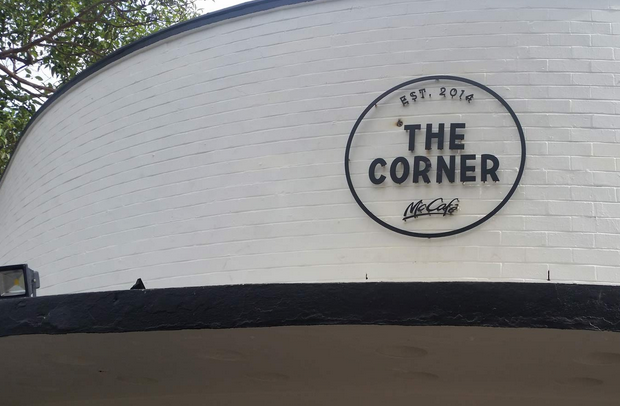 EST. 2014
THE
CORNER
McCafé